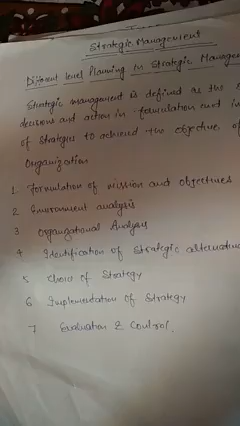 Strategic Management
Different level Planning In Strategic Manage
Strategic management is defined as the
decisions and action in formulation and
of strategies to achieved the objective of
Organization
1 Formulation of mission and objectives
2 Environment analysis
3 Organizational Analysis
4 Identification of Strategic alternative
5 Choice of Strategy
6 Implementation of Strategy
7 Evaluation & Control.